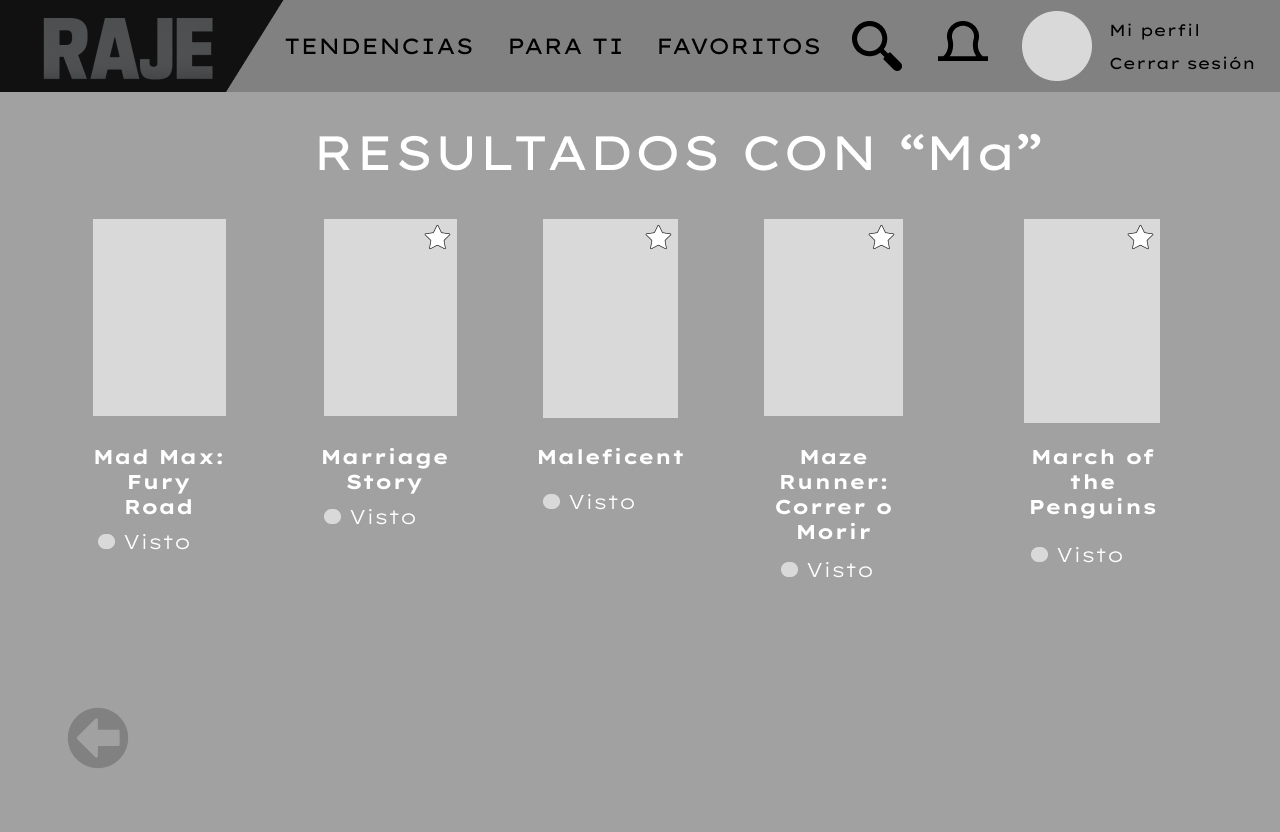 RAJE
TENDENCIAS PARA TI FAVORITOS
Mi perfil
Cerrar sesión
RESULTADOS CON “Ma”
Mad Max:
Fury
Road
Visto
Marriage
Story
Visto
Maleficent
Visto
Maze
Runner:
Correr o
Morir
Visto
March of
the
Penguins
Visto